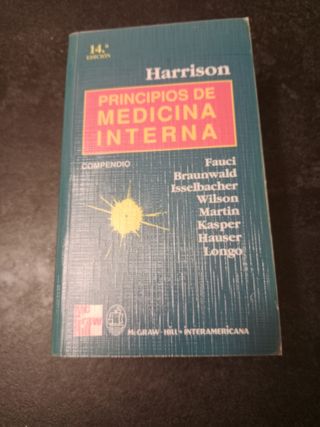 14.ª
EDICIÓN
Harrison
PRINCIPIOS DE
MEDICINA
INTERNA
COMPENDIO
Fauci
Braunwald
Isselbacher
Wilson
Martin
Kasper
Hauser
Longo
McGRAW-HILL • INTERAMERICANA